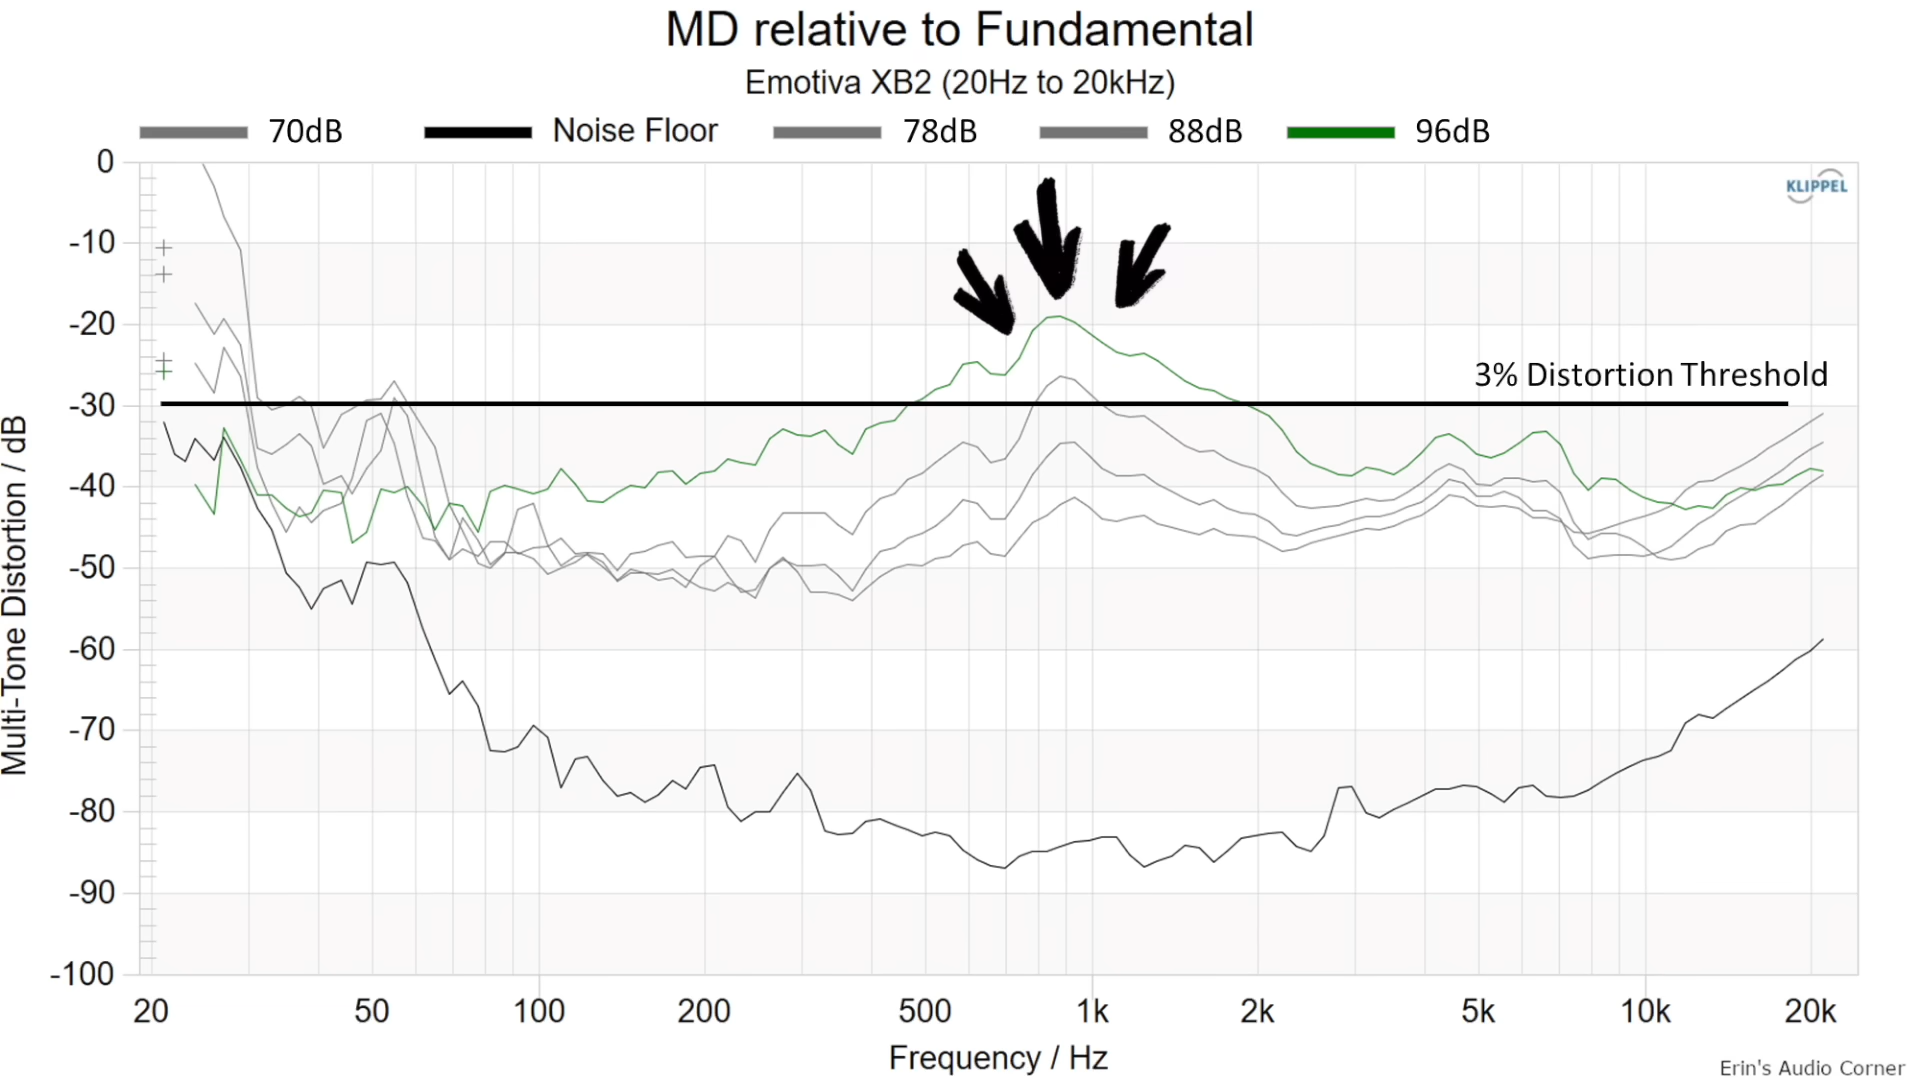 MD relative to Fundamental
Emotiva XB2 (20Hz to 20kHz)
70dB Noise Floor 78dB 88dB 96dB
KLIPPEL
3% Distortion Threshold
Multi-Tone Distortion / dB
0
-10
-20
-30
-40
-50
-60
-70
-80
-90
-100
20 50 100 200 500 1k 2k 5k 10k 20k
Frequency / Hz
Erin's Audio Corner